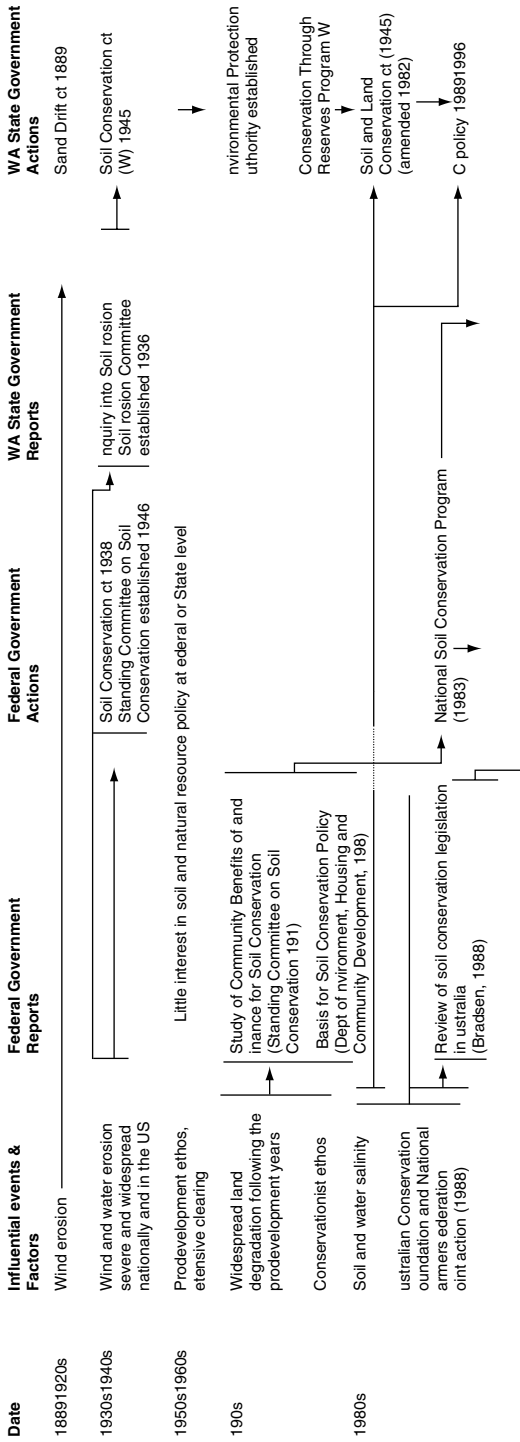 Date
Influential events &
Factors
Federal Government
Reports
Federal Government
Actions
WA State Government
Reports
WA State Government
Actions
18891920s
Wind erosion
Sand Drift ct 1889
1930s1940s
Wind and water erosion
severe and widespread
nationally and in the US
Soil Conservation ct 1938
Standing Committee on Soil
Conservation established 1946
nquiry into Soil rosion
Soil rosion Committee
established 1936
Soil Conservation ct
(W) 1945
1950s1960s
Prodevelopment ethos,
etensive clearing
Little interest in soil and natural resource policy at ederal or State level
190s
Widespread land
degradation following the
prodevelopment years
Study of Community Benefits of and
inance for Soil Conservation
(Standing Committee on Soil
Conservation 191)
nvironmental Protection
uthority established
Conservationist ethos
Basis for Soil Conservation Policy
(Dept of nvironment, Housing and
Community Development, 198)
Conservation Through
Reserves Program W
1980s
Soil and water salinity
Soil and Land
Conservation ct (1945)
(amended 1982)
ustralian Conservation
oundation and National
armers ederation
oint action (1988)
Review of soil conservation legislation
in ustralia
(Bradsen, 1988)
National Soil Conservation Program
(1983)
C policy 19891996